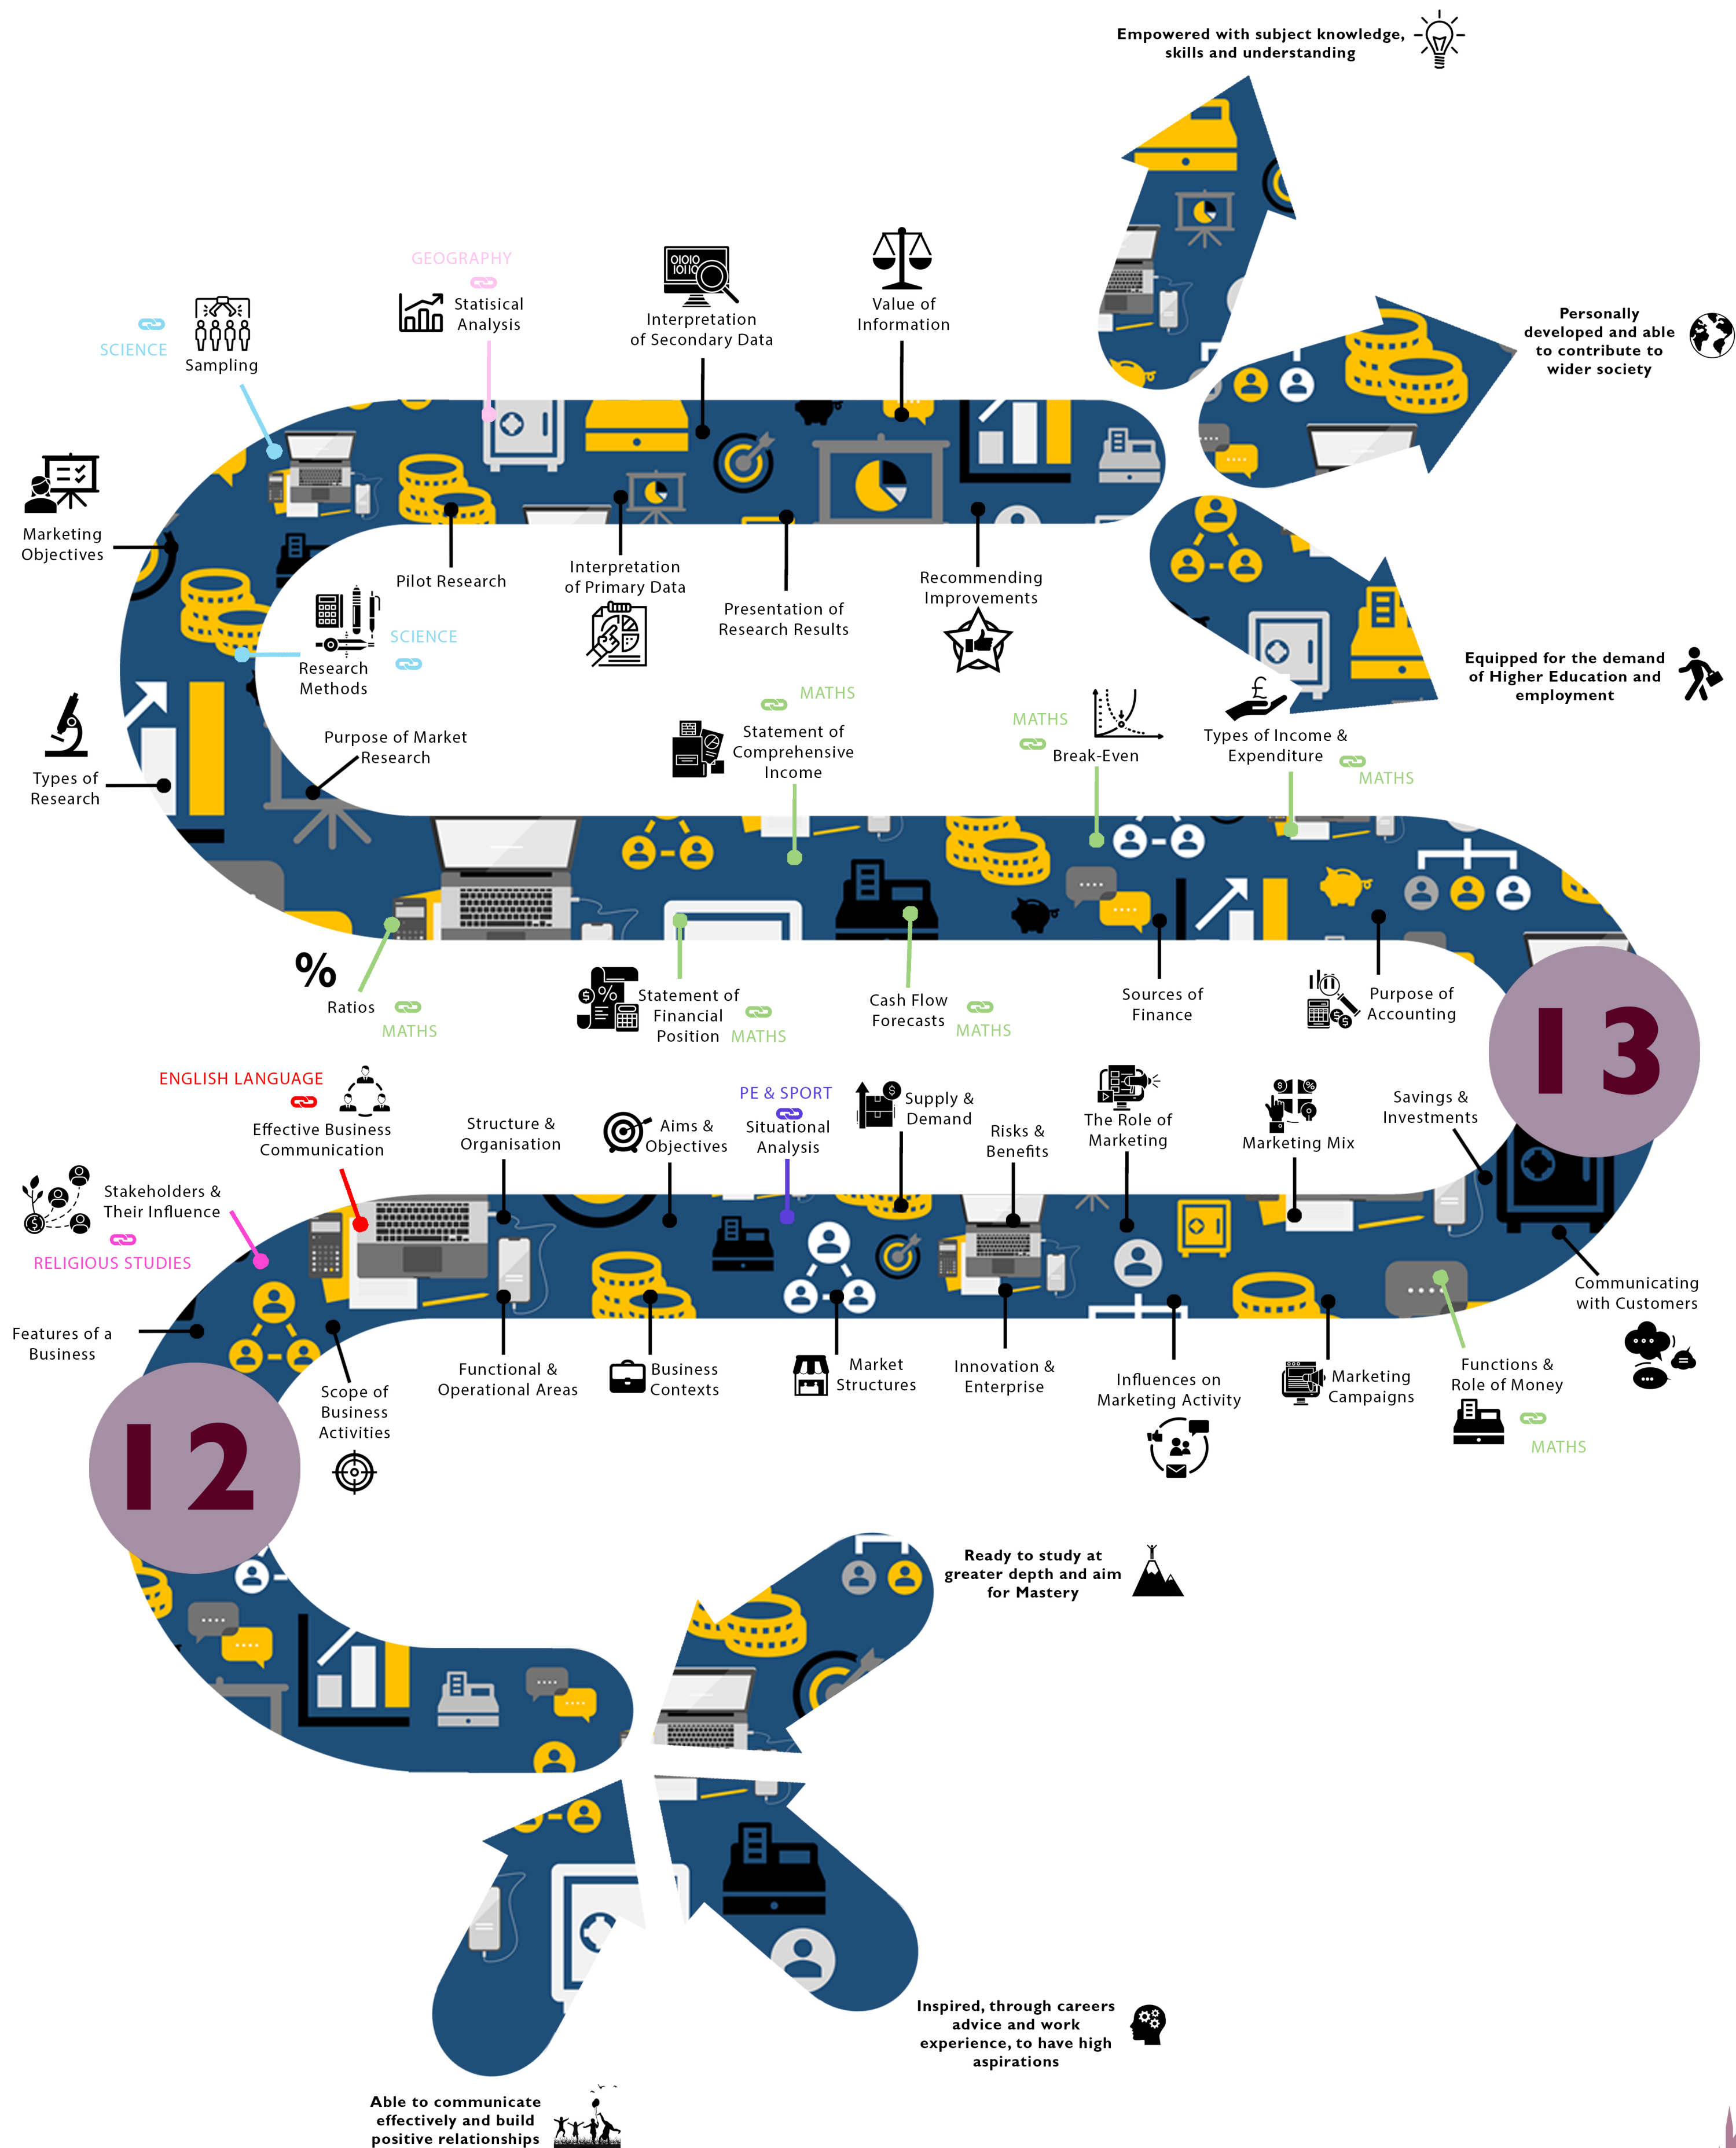 Empowered with subject knowledge,
skills and understanding
Personally
developed and able
to contribute to
wider society
GEOGRAPHY
Statisical
Analysis
01010
10110
Interpretation
of Secondary Data
Value of
Information
SCIENCE
Sampling
Marketing
Objectives
Pilot Research
Interpretation
of Primary Data
Presentation of
Research Results
Recommending
Improvements
SCIENCE
Research
Methods
Equipped for the demand
of Higher Education and
employment
Types of
Research
Purpose of Market
Research
MATHS
Statement of
Comprehensive
Income
MATHS
Break-Even
£
Types of Income &
Expenditure
MATHS
%
Ratios
MATHS
$ %
Statement of
Financial
Position
MATHS
Cash Flow
Forecasts
MATHS
Sources of
Finance
Purpose of
Accounting
13
ENGLISH LANGUAGE
Effective Business
Communication
Structure &
Organisation
Aims &
Objectives
PE & SPORT
Situational
Analysis
Supply &
Demand
Risks &
Benefits
The Role of
Marketing
Marketing Mix
Savings &
Investments
Stakeholders &
Their Influence
RELIGIOUS STUDIES
Features of a
Business
Scope of
Business
Activities
Functional &
Operational Areas
Business
Contexts
Market
Structures
Innovation &
Enterprise
Influences on
Marketing Activity
Marketing
Campaigns
Functions &
Role of Money
MATHS
Communicating
with Customers
12
Ready to study at
greater depth and aim
for Mastery
Inspired, through careers
advice and work
experience, to have high
aspirations
Able to communicate
effectively and build
positive relationships